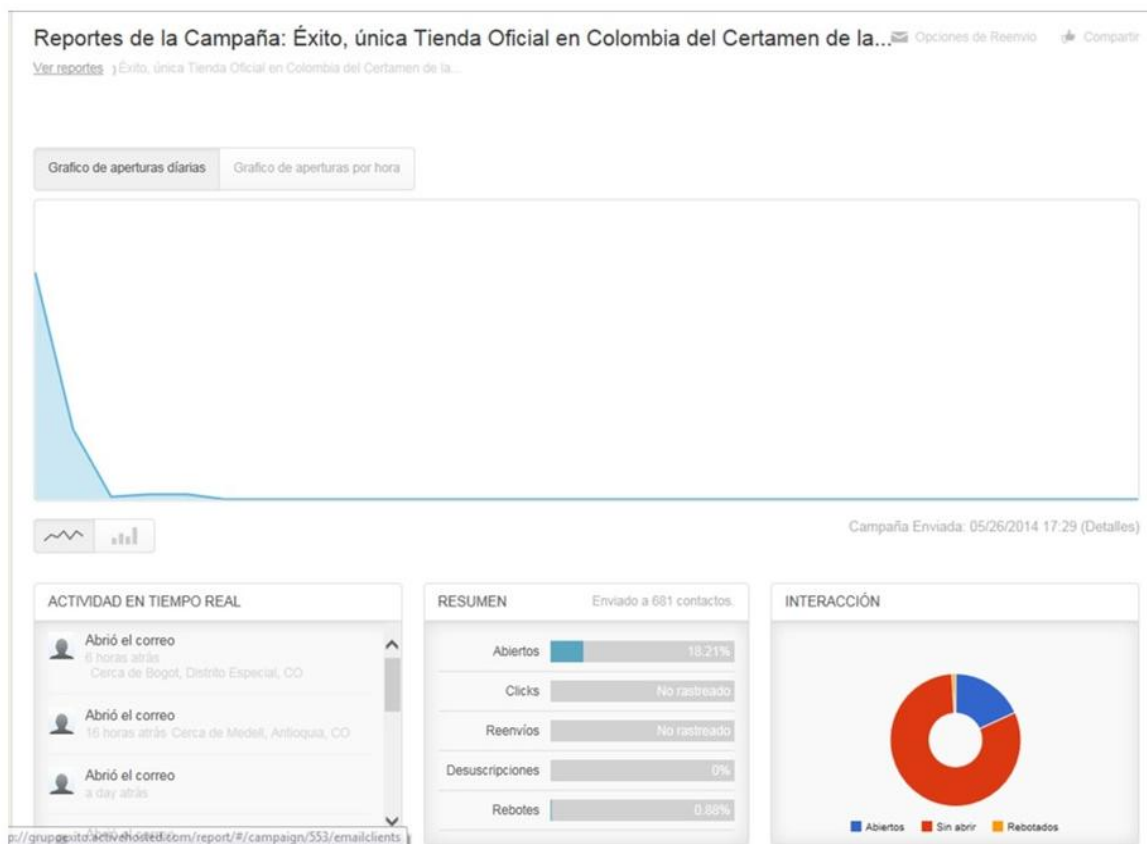 Reportes de la Campaña: Éxito, única Tienda Oficial en Colombia del Certamen de la...
Opciones de Reenvio
Compartir
Ver reportes
Éxito, única Tienda Oficial en Colombia del Certamen de la...
Grafico de aperturas díarias
Grafico de aperturas por hora
Campaña Enviada: 05/26/2014 17:29 (Detalles)
ACTIVIDAD EN TIEMPO REAL
Abrió el correo
6 horas atrás
Cerca de Bogot, Distrito Especial, CO
Abrió el correo
16 horas atrás Cerca de Medell, Antioquia, CO
Abrió el correo
a day atrás
RESUMEN
Enviado a 681 contactos.
Abiertos 18.21%
Clicks No rastreado
Reenvíos No rastreado
Desuscripciones 0%
Rebotes 0.88%
INTERACCIÓN
Abiertos Sin abrir Rebotados
p://grupoexito.activehosted.com/report/#/campaign/553/emailclients